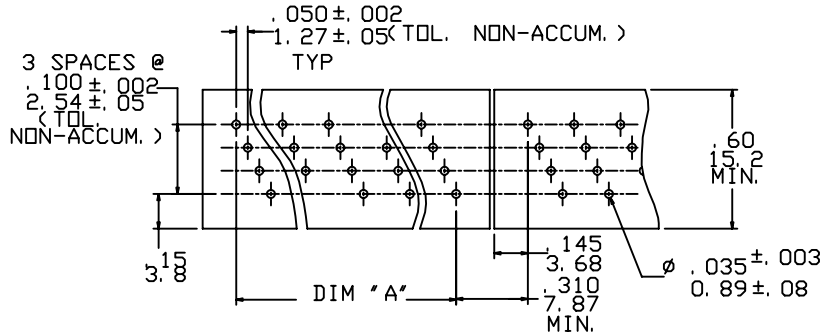 .050±.002
1.27±.05(TOL. NON-ACCUM.)
TYP
3 SPACES @
.100±.002
2.54±.05
(TOL.
NON-ACCUM.)
.60
15.2
MIN.
.15
3.8
.145
3.68
.310
7.87
MIN.
DIM "A"
ø .035±.003
0.89±.08